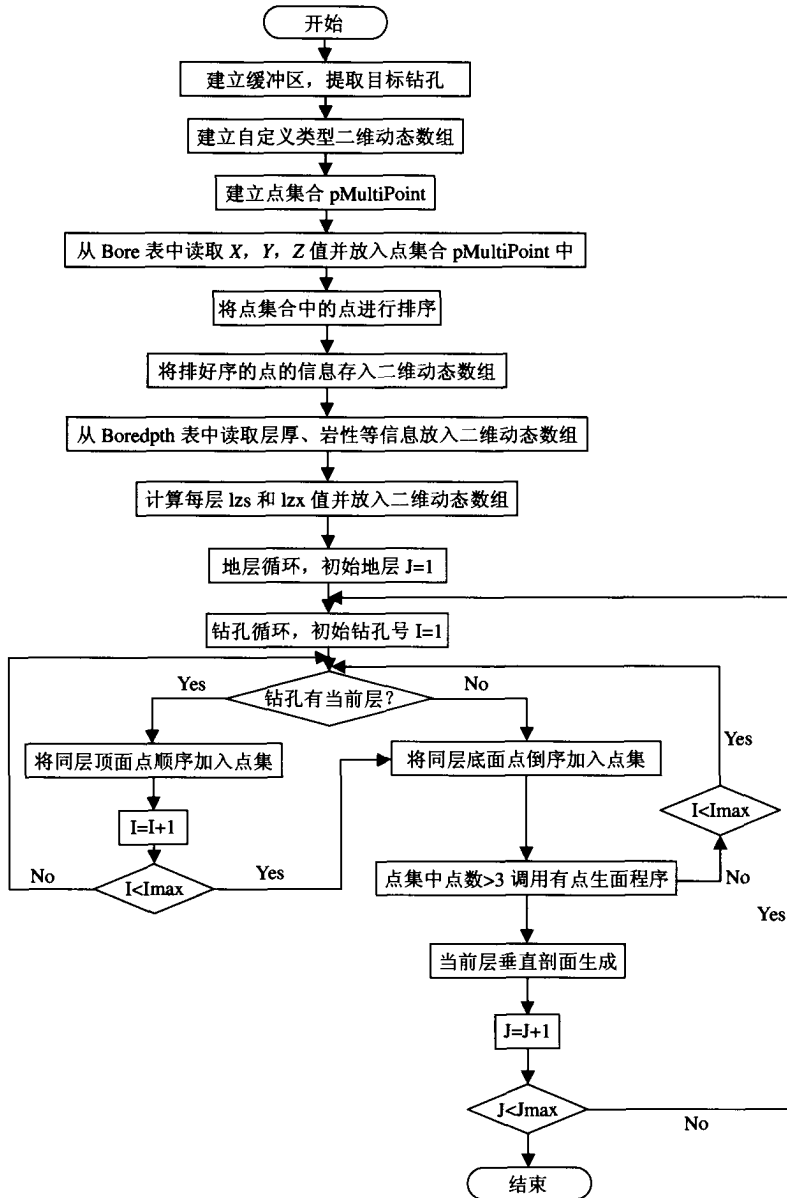 开始
建立缓冲区，提取目标钻孔
建立自定义类型二维动态数组
建立点集合 pMultiPoint
从 Bore 表中读取 X，Y，Z 值并放入点集合 pMultiPoint 中
将点集合中的点进行排序
将排好序的点的信息存入二维动态数组
从 Boredpth 表中读取层厚、岩性等信息放入二维动态数组
计算每层 lzs 和 lzx 值并放入二维动态数组
地层循环，初始地层 J=1
钻孔循环，初始钻孔号 I=1
Yes
钻孔有当前层？
No
将同层顶面点顺序加入点集
将同层底面点倒序加入点集
Yes
I=I+1
I<Imax
No
I<Imax
Yes
点集中点数>3 调用有点生面程序
No
Yes
当前层垂直剖面生成
J=J+1
J<Jmax
No
结束